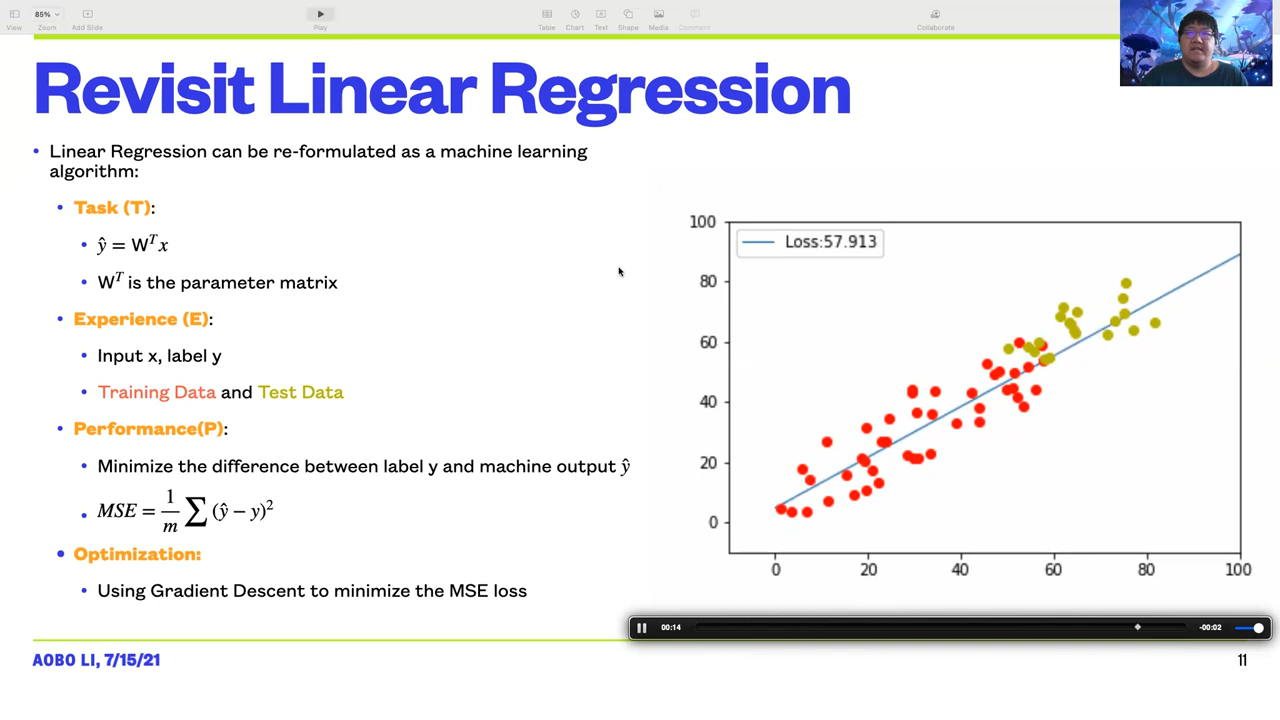 85%
View
Zoom
Add Slide
Play
Table
Chart
Text
Shape
Media
Comment
Collaborate
Revisit Linear Regression
• Linear Regression can be re-formulated as a machine learning
algorithm:
• Task (T):
• ŷ = Wᵀx
• Wᵀ is the parameter matrix
• Experience (E):
• Input x, label y
• Training Data and Test Data
• Performance(P):
• Minimize the difference between label y and machine output ŷ
• MSE = 1/m ∑ (ŷ − y)²
• Optimization:
• Using Gradient Descent to minimize the MSE loss
Loss:57.913
100
80
60
40
20
0
0 20 40 60 80 100
00:14
-00:02
AOBO LI, 7/15/21
11